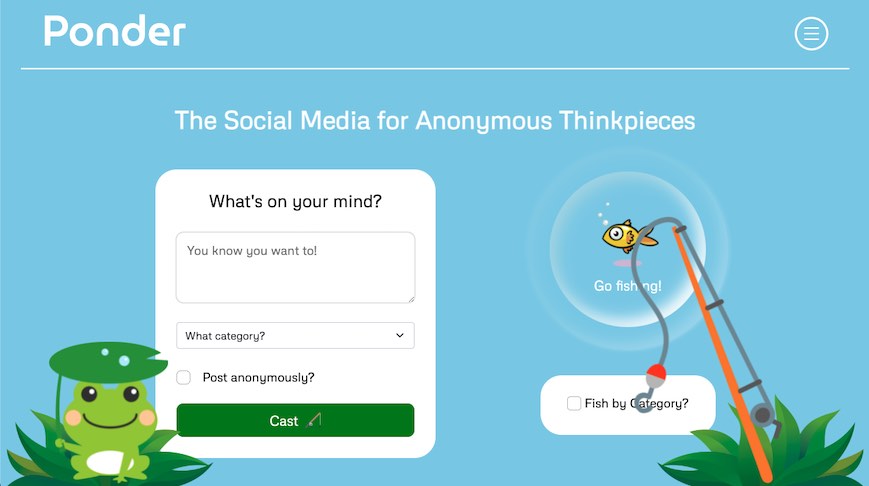 Ponder
The Social Media for Anonymous Thinkpieces
What's on your mind?
You know you want to!
What category?
Post anonymously?
Cast
Go fishing!
Fish by Category?